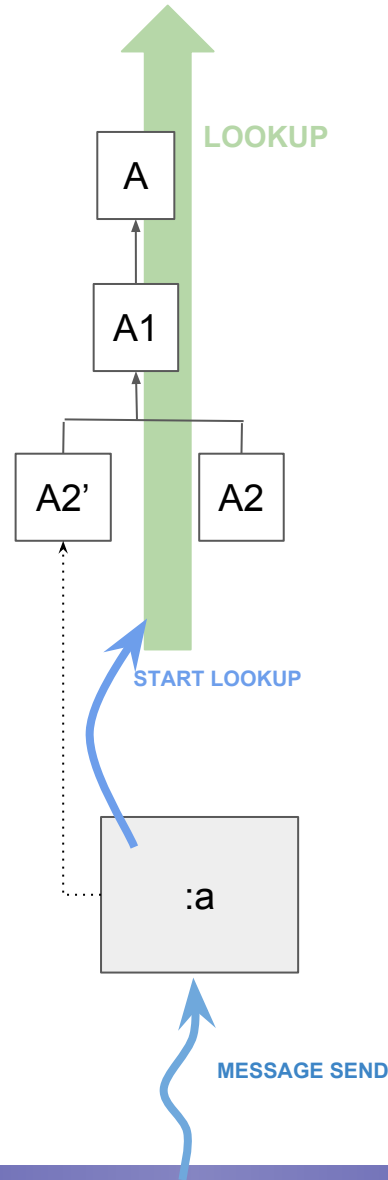 LOOKUP
A
A1
A2’ A2
START LOOKUP
:a
MESSAGE SEND